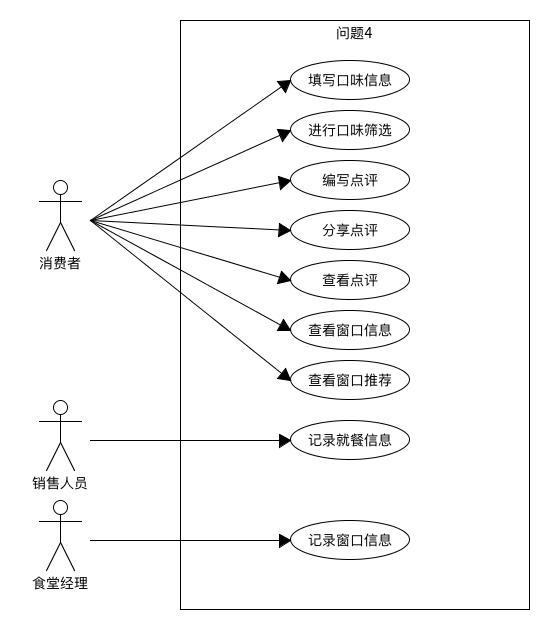 问题4
填写口味信息
进行口味筛选
编写点评
分享点评
查看点评
查看窗口信息
查看窗口推荐
消费者
记录就餐信息
销售人员
记录窗口信息
食堂经理